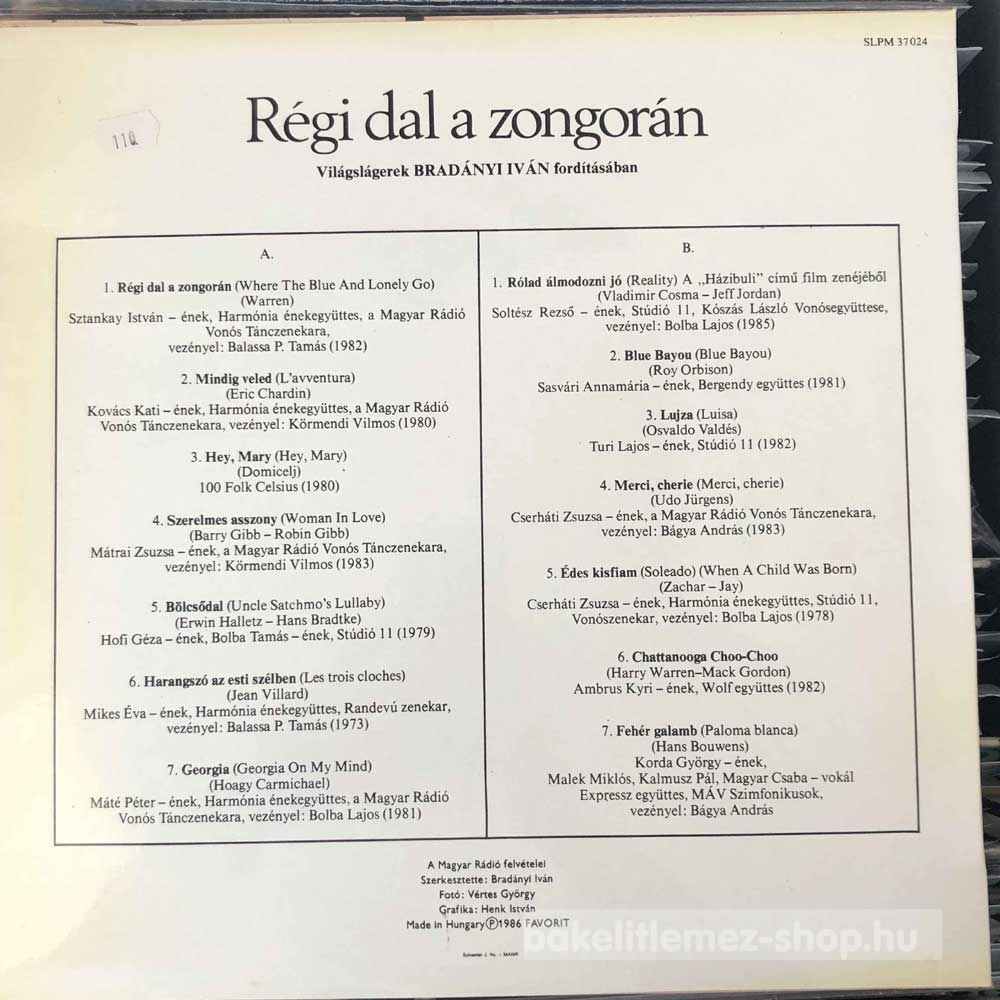 SLPM 37024
110
Régi dal a zongorán
Világslágerek BRADÁNYI IVÁN fordításában
A.
1. Régi dal a zongorán (Where The Blue And Lonely Go)
(Warren)
Sztankay István – ének, Harmónia énekegyüttes, a Magyar Rádió
Vonós Tánczenekara,
vezényel: Balassa P. Tamás (1982)
2. Mindig veled (L'avventura)
(Eric Chardin)
Kovács Kati – ének, Harmónia énekegyüttes, a Magyar Rádió
Vonós Tánczenekara, vezényel: Körmendi Vilmos (1980)
3. Hey, Mary (Hey, Mary)
(Domicelj)
100 Folk Celsius (1980)
4. Szerelmes asszony (Woman In Love)
(Barry Gibb – Robin Gibb)
Mátrai Zsuzsa – ének, a Magyar Rádió Vonós Tánczenekara,
vezényel: Körmendi Vilmos (1983)
5. Bölcsődal (Uncle Satchmo's Lullaby)
(Erwin Halletz – Hans Bradtke)
Hofi Géza – ének, Bolba Tamás – ének, Stúdió 11 (1979)
6. Harangszó az esti szélben (Les trois cloches)
(Jean Villard)
Mikes Éva – ének, Harmónia énekegyüttes, Randevú zenekar,
vezényel: Balassa P. Tamás (1973)
7. Georgia (Georgia On My Mind)
(Hoagy Carmichael)
Máté Péter – ének, Harmónia énekegyüttes, a Magyar Rádió
Vonós Tánczenekara, vezényel: Bolba Lajos (1981)
B.
1. Rólad álmodozni jó (Reality) A „Házibuli” című film zenéjéből
(Vladimir Cosma – Jeff Jordan)
Soltész Rezső – ének, Stúdió 11, Kószás László Vonósegyüttese,
vezényel: Bolba Lajos (1985)
2. Blue Bayou (Blue Bayou)
(Roy Orbison)
Sasvári Annamária – ének, Bergendy együttes (1981)
3. Lujza (Luisa)
(Osvaldo Valdés)
Turi Lajos – ének, Stúdió 11 (1982)
4. Merci, cherie (Merci, cherie)
(Udo Jürgens)
Cserháti Zsuzsa – ének, a Magyar Rádió Vonós Tánczenekara,
vezényel: Bágya András (1983)
5. Édes kisfiam (Soleado) (When A Child Was Born)
(Zachar – Jay)
Cserháti Zsuzsa – ének, Harmónia énekegyüttes, Stúdió 11,
Vonószenekar, vezényel: Bolba Lajos (1978)
6. Chattanooga Choo-Choo
(Harry Warren–Mack Gordon)
Ambrus Kyri – ének, Wolf együttes (1982)
7. Fehér galamb (Paloma blanca)
(Hans Bouwens)
Korda György – ének,
Malek Miklós, Kalmusz Pál, Magyar Csaba – vokál
Expressz együttes, MÁV Szimfonikusok,
vezényel: Bágya András
A Magyar Rádió felvételei
Szerkesztette: Bradányi Iván
Fotó: Vértes György
Grafika: Henk István
Made in Hungary Ⓟ 1986 FAVORIT
bakelitlemez-shop.hu